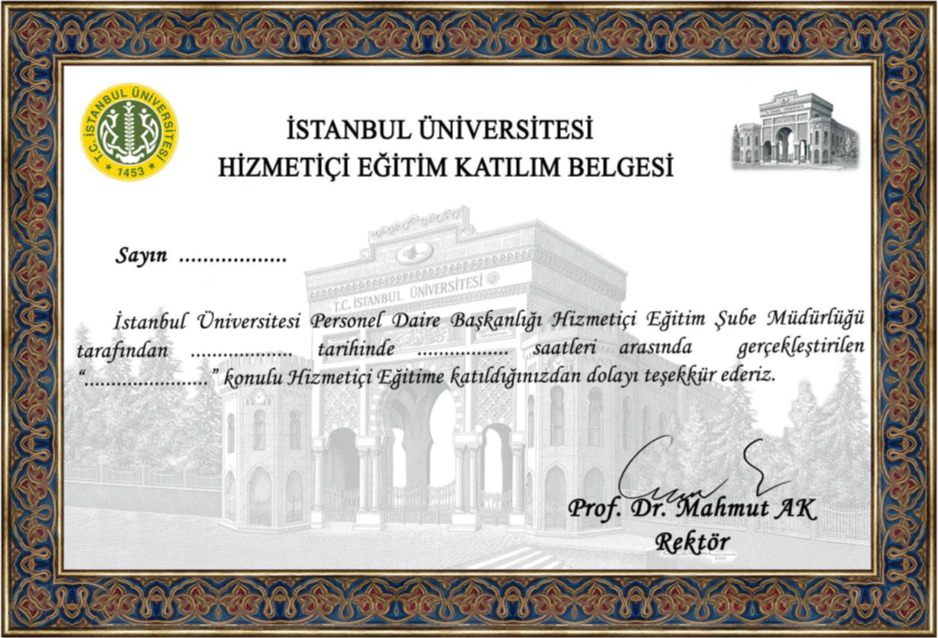 T.C. İSTANBUL ÜNİVERSİTESİ
1453
İSTANBUL ÜNİVERSİTESİ
HİZMETİÇİ EĞİTİM KATILIM BELGESİ
Sayın ..................
T.C. İSTANBUL ÜNİVERSİTESİ
İstanbul Üniversitesi Personel Daire Başkanlığı Hizmetiçi Eğitim Şube Müdürlüğü
tarafından .................... tarihinde .................. saatleri arasında gerçekleştirilen
“........................” konulu Hizmetiçi Eğitime katıldığınızdan dolayı teşekkür ederiz.
Prof. Dr. Mahmut AK
Rektör